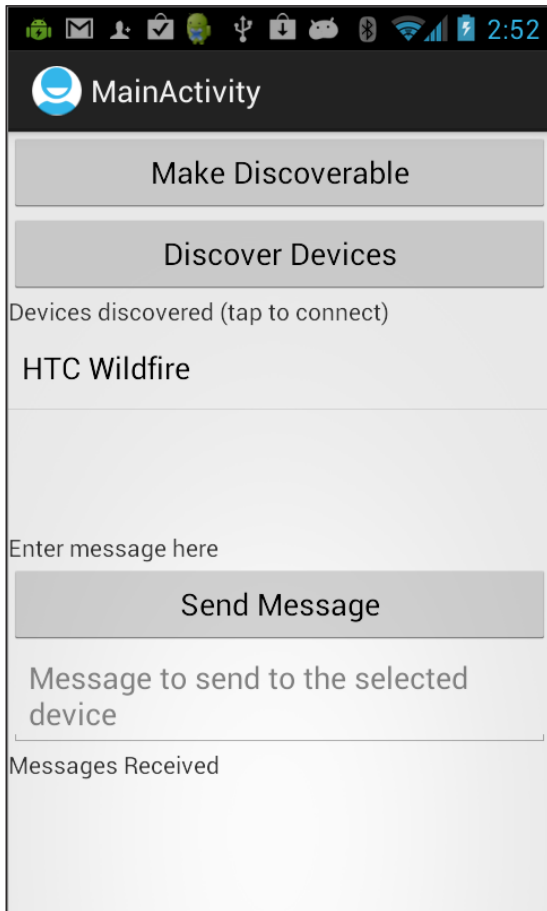 2:52
MainActivity
Make Discoverable
Discover Devices
Devices discovered (tap to connect)
HTC Wildfire
Enter message here
Send Message
Message to send to the selected
device
Messages Received